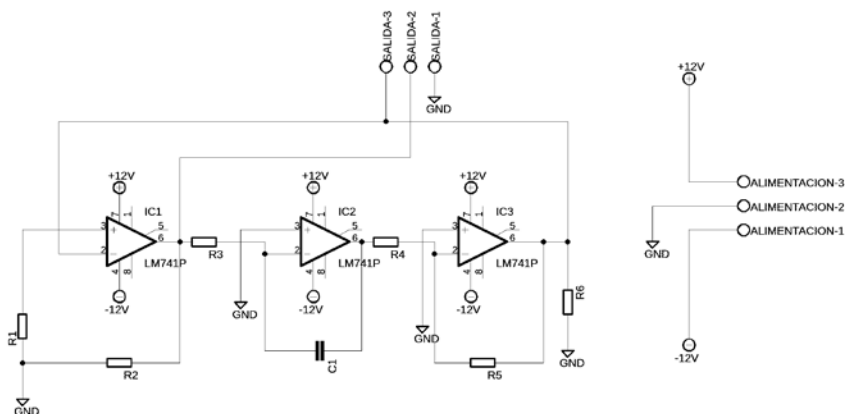 SALIDA-3
SALIDA-2
SALIDA-1
GND
+12V
+12V
+12V
+12V
IC1
IC2
IC3
7
1
7
1
7
1
3
+
5
3
+
5
3
+
5
6
6
6
2
-
2
-
2
-
LM741P
LM741P
LM741P
4
8
4
8
4
8
R3
R4
-12V
-12V
-12V
GND
GND
R1
R2
C1
R5
R6
GND
GND
ALIMENTACION-3
ALIMENTACION-2
ALIMENTACION-1
GND
-12V